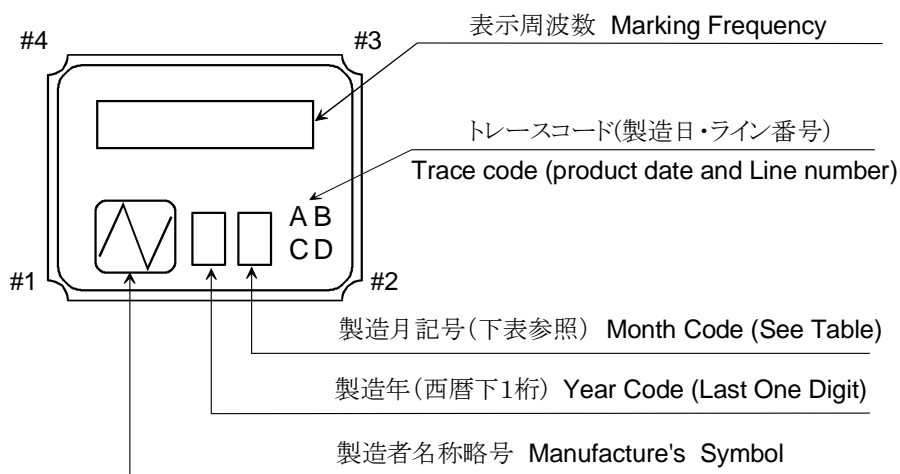 表示周波数 Marking Frequency
#4
#3
トレースコード(製造日・ライン番号)
Trace code (product date and Line number)
A B
C D
#1
#2
製造月記号(下表参照) Month Code (See Table)
製造年(西暦下1桁) Year Code (Last One Digit)
製造者名称略号 Manufacture's Symbol